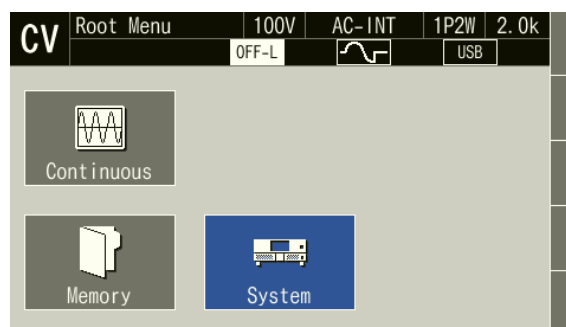 CV Root Menu 100V AC-INT 1P2W 2.0k
OFF-L USB
Continuous
Memory System